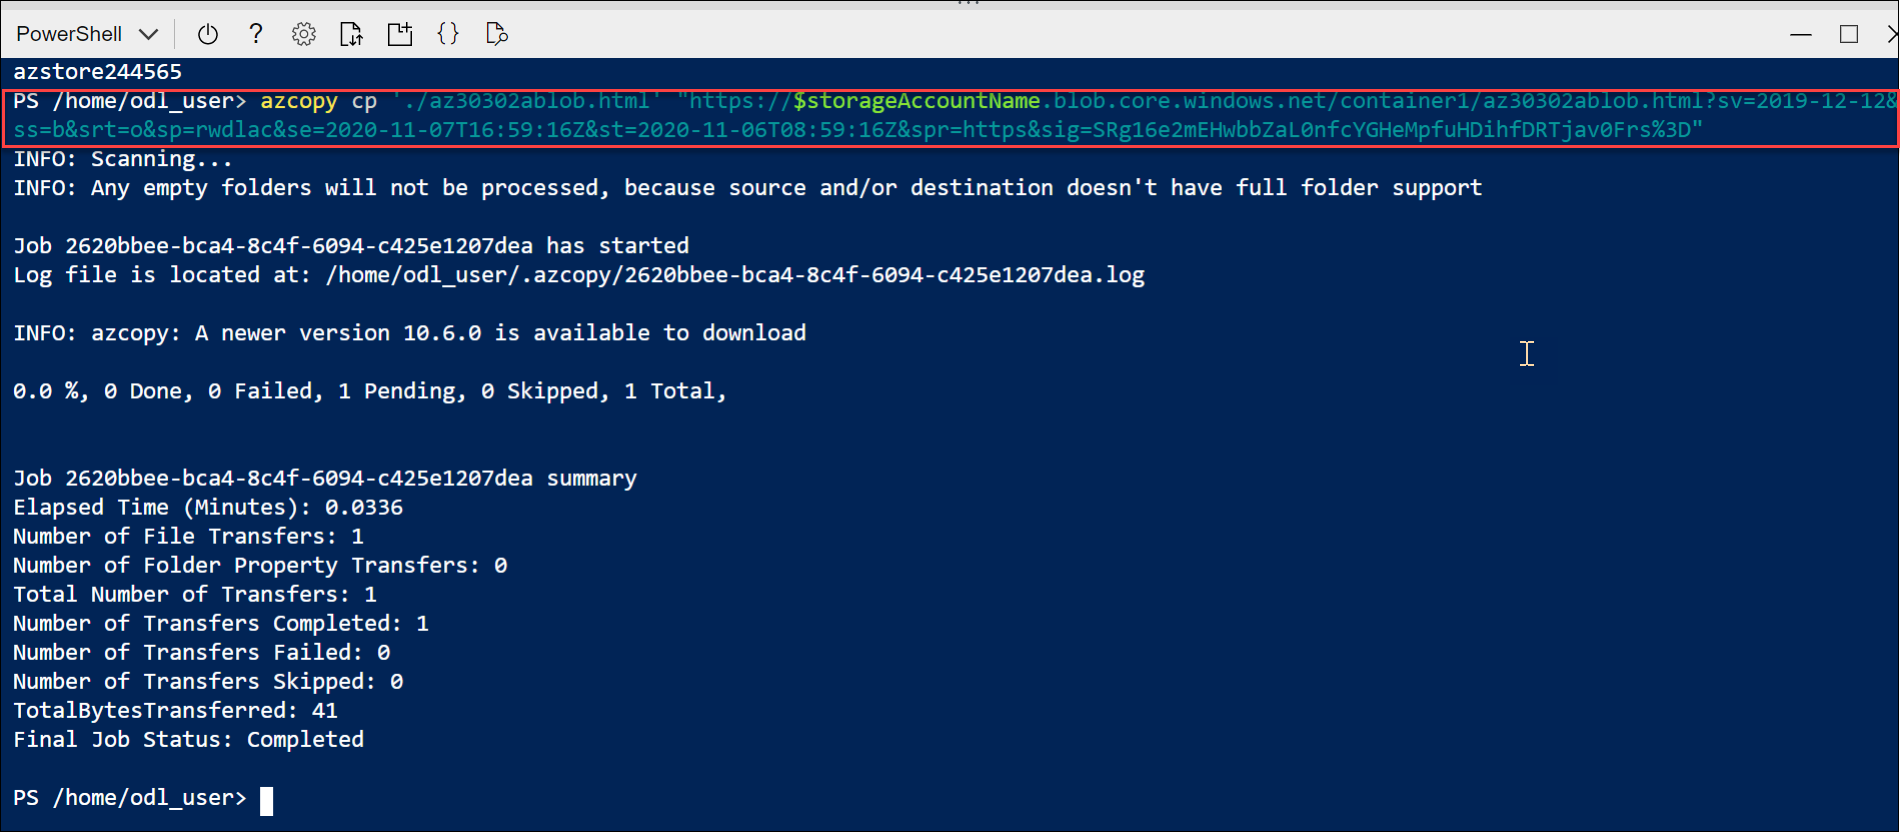 PowerShell
azstore244565
PS /home/odl_user> azcopy cp './az30302ablob.html' "https://$storageAccountName.blob.core.windows.net/container1/az30302ablob.html?sv=2019-12-12&
ss=b&srt=o&sp=rwdlac&se=2020-11-07T16:59:16Z&st=2020-11-06T08:59:16Z&spr=https&sig=SRg16e2mEHwbbZaL0nfcYGHeMpfuHDihfDRTjav0Frs%3D"
INFO: Scanning...
INFO: Any empty folders will not be processed, because source and/or destination doesn't have full folder support
Job 2620bbee-bca4-8c4f-6094-c425e1207dea has started
Log file is located at: /home/odl_user/.azcopy/2620bbee-bca4-8c4f-6094-c425e1207dea.log
INFO: azcopy: A newer version 10.6.0 is available to download
0.0 %, 0 Done, 0 Failed, 1 Pending, 0 Skipped, 1 Total,
Job 2620bbee-bca4-8c4f-6094-c425e1207dea summary
Elapsed Time (Minutes): 0.0336
Number of File Transfers: 1
Number of Folder Property Transfers: 0
Total Number of Transfers: 1
Number of Transfers Completed: 1
Number of Transfers Failed: 0
Number of Transfers Skipped: 0
TotalBytesTransferred: 41
Final Job Status: Completed
PS /home/odl_user>